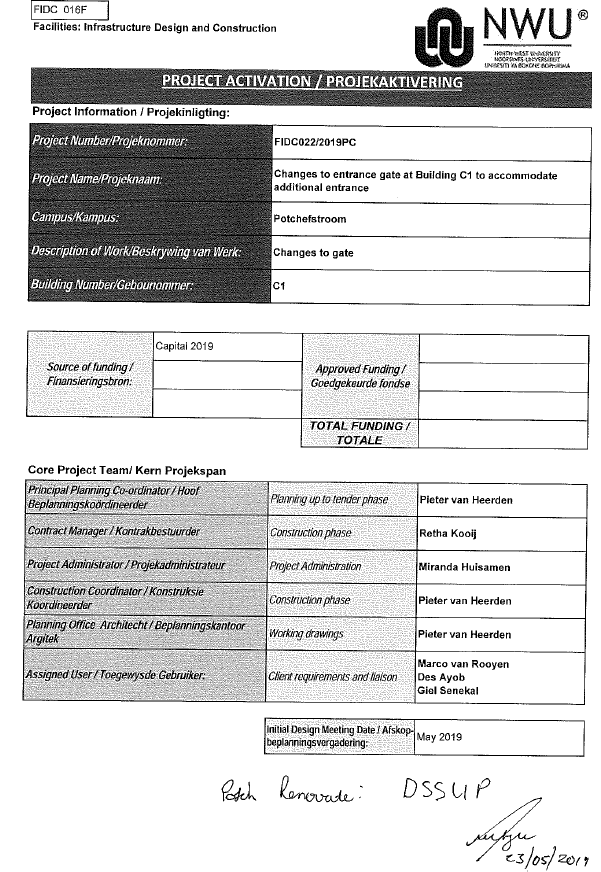 FIDC 016F
Facilities: Infrastructure Design and Construction
NWU®
NORTH-WEST UNIVERSITY
NOORDWES-UNIVERSITEIT
YUNIBESITI YA BOKONE-BOPHIRIMA
PROJECT ACTIVATION / PROJEKAKTIVERING
Project Information / Projekinligting:
Project Number/Projeknommer: FIDC022/2019PC
Project Name/Projeknaam: Changes to entrance gate at Building C1 to accommodate
additional entrance
Campus/Kampus: Potchefstroom
Description of Work/Beskrywing van Werk: Changes to gate
Building Number/Gebounommer: C1
Source of funding /
Finansieringsbron:
Capital 2019
Approved Funding /
Goedgekeurde fondse
TOTAL FUNDING /
TOTALE
Core Project Team/ Kern Projekspan
Principal Planning Co-ordinator / Hoof
Beplanningskoördineerder
Planning up to tender phase
Pieter van Heerden
Contract Manager / Kontrakbestuurder Construction phase Retha Kooij
Project Administrator / Projekadministrateur Project Administration Miranda Huisamen
Construction Coordinator / Konstruksie
Koordineerder
Construction phase
Pieter van Heerden
Planning Office Architecht / Beplanningskantoor
Argitek
Working drawings
Pieter van Heerden
Assigned User / Toegewysde Gebruiker: Client requirements and liaison
Marco van Rooyen
Des Ayob
Giel Senekal
Initial Design Meeting Date / Afskop-
beplanningsvergadering:
May 2019
Potch Renovate: DSSUP
23/05/2019